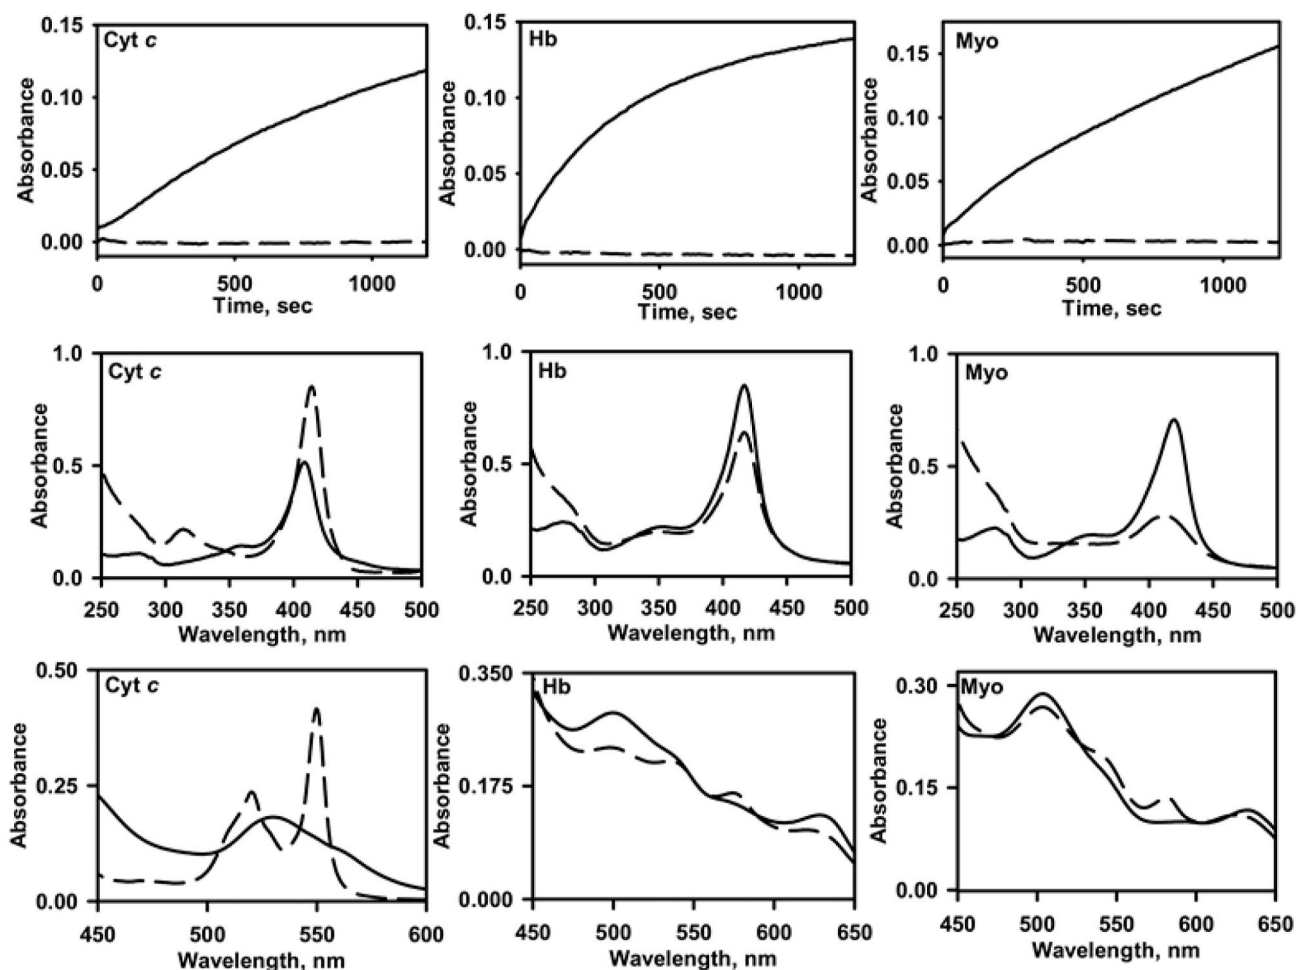 Cyt c
0.15
0.10
0.05
0.00
Absorbance
0
500
1000
Time, sec
Hb
0.15
0.10
0.05
0.00
Absorbance
0
500
1000
Time, sec
Myo
0.15
0.10
0.05
0.00
Absorbance
0
500
1000
Time, sec
Cyt c
1.0
0.5
0.0
Absorbance
250 300 350 400 450 500
Wavelength, nm
Hb
1.0
0.5
0.0
Absorbance
250 300 350 400 450 500
Wavelength, nm
Myo
1.0
0.5
0.0
Absorbance
250 300 350 400 450 500
Wavelength, nm
Cyt c
0.50
0.25
0.00
Absorbance
450 500 550 600
Wavelength, nm
Hb
0.350
0.175
0.000
Absorbance
450 500 550 600 650
Wavelength, nm
Myo
0.30
0.15
0.00
Absorbance
450 500 550 600 650
Wavelength, nm